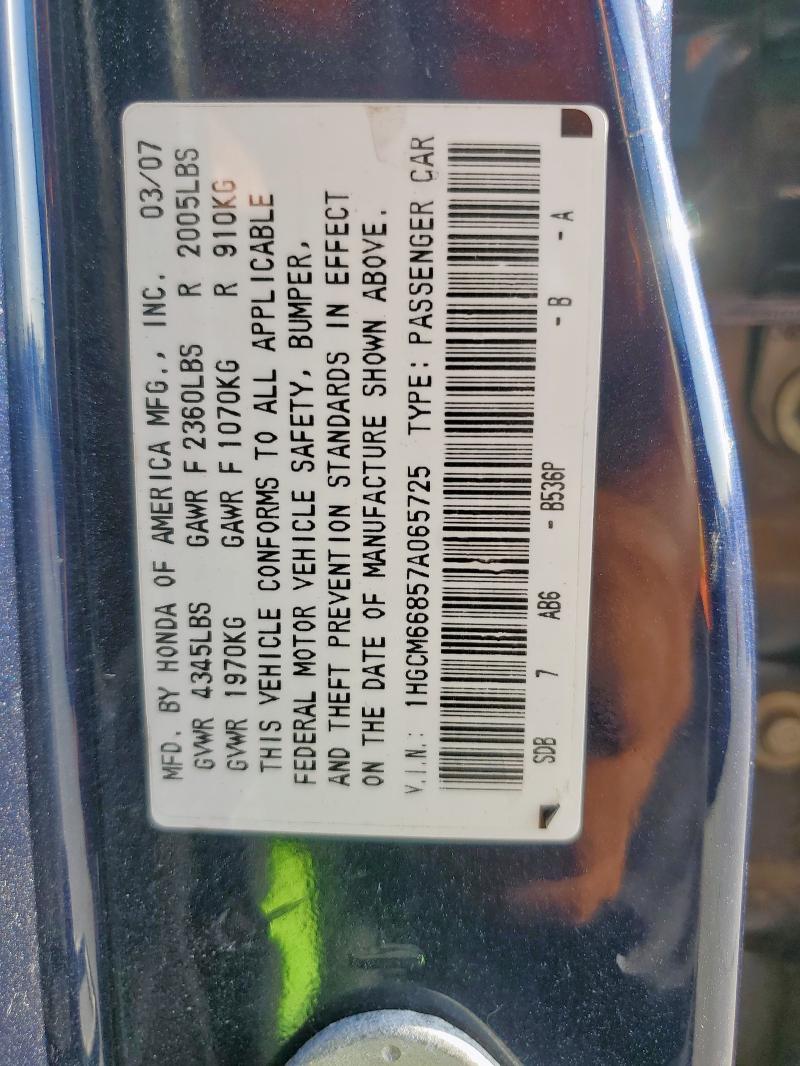 MFD. BY HONDA OF AMERICA MFG., INC. 03/07
GVWR 4345LBS GAWR F 2360LBS R 2005LBS
GVWR 1970KG GAWR F 1070KG R 910KG
THIS VEHICLE CONFORMS TO ALL APPLICABLE
FEDERAL MOTOR VEHICLE SAFETY, BUMPER,
AND THEFT PREVENTION STANDARDS IN EFFECT
ON THE DATE OF MANUFACTURE SHOWN ABOVE.
V.I.N.: 1HGCM66857A065725 TYPE: PASSENGER CAR
SDB 7 AB6 - B536P - B - A